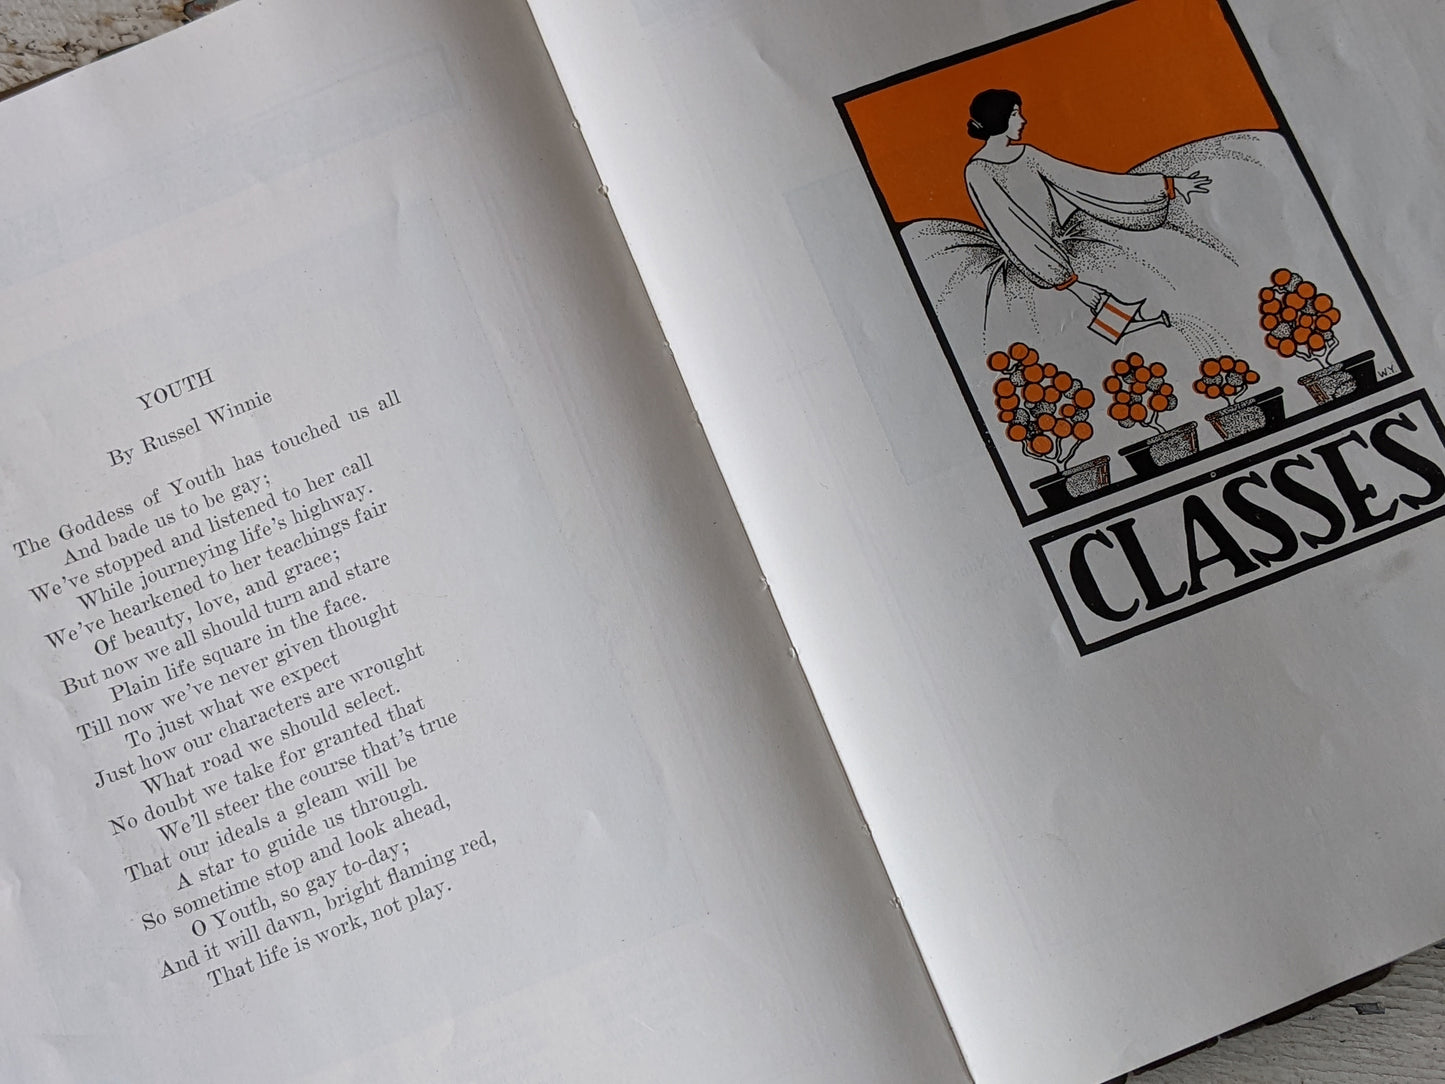 YOUTH
By Russel Winnie
The Goddess of Youth has touched us all
And bade us to be gay;
We've stopped and listened to her call
While journeying life's highway.
We've hearkened to her teachings fair
Of beauty, love, and grace;
But now we all should turn and stare
Plain life square in the face.
Till now we've never given thought
To just what we expect
Just how our characters are wrought
What road we should select.
No doubt we take for granted that
We'll steer the course that's true
That our ideals a gleam will be
A star to guide us through.
So sometime stop and look ahead,
O Youth, so gay to-day;
And it will dawn, bright flaming red,
That life is work, not play.
W.Y.
CLASSES